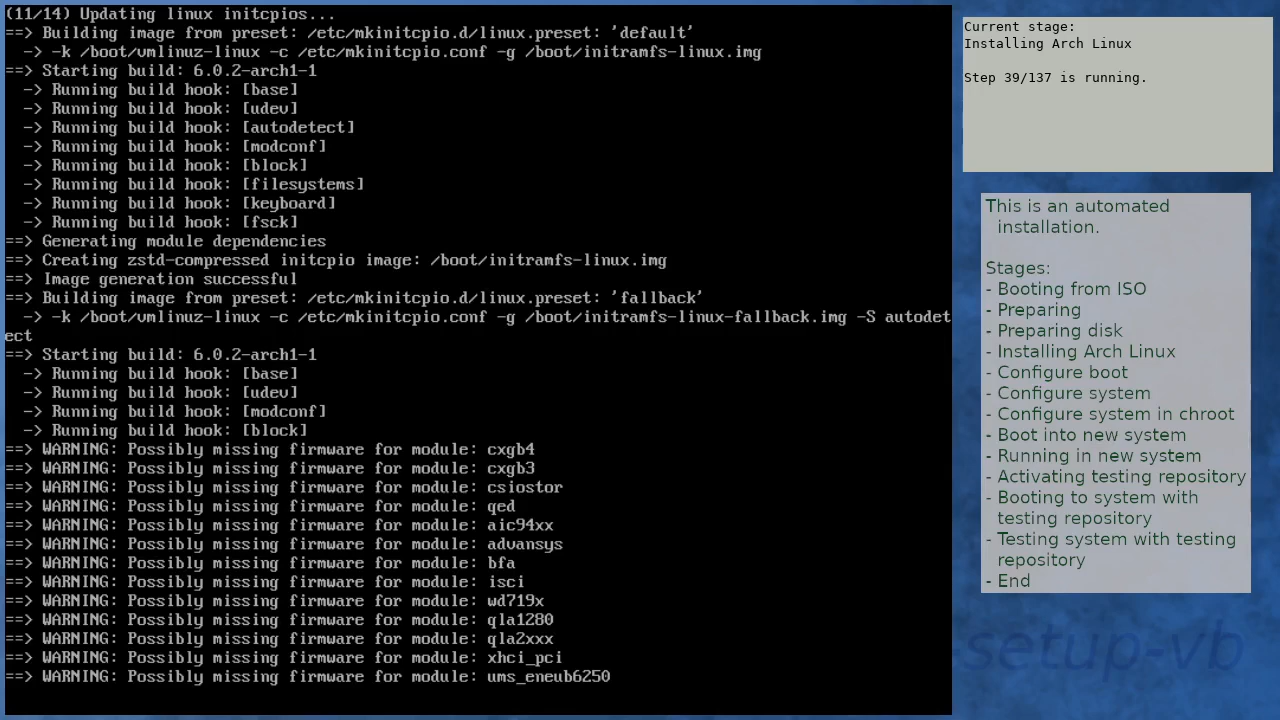 (11/14) Updating linux initcpios...
==> Building image from preset: /etc/mkinitcpio.d/linux.preset: 'default'
  -> -k /boot/vmlinuz-linux -c /etc/mkinitcpio.conf -g /boot/initramfs-linux.img
==> Starting build: 6.0.2-arch1-1
  -> Running build hook: [base]
  -> Running build hook: [udev]
  -> Running build hook: [autodetect]
  -> Running build hook: [modconf]
  -> Running build hook: [block]
  -> Running build hook: [filesystems]
  -> Running build hook: [keyboard]
  -> Running build hook: [fsck]
==> Generating module dependencies
==> Creating zstd-compressed initcpio image: /boot/initramfs-linux.img
==> Image generation successful
==> Building image from preset: /etc/mkinitcpio.d/linux.preset: 'fallback'
  -> -k /boot/vmlinuz-linux -c /etc/mkinitcpio.conf -g /boot/initramfs-linux-fallback.img -S autodet
ect
==> Starting build: 6.0.2-arch1-1
  -> Running build hook: [base]
  -> Running build hook: [udev]
  -> Running build hook: [modconf]
  -> Running build hook: [block]
==> WARNING: Possibly missing firmware for module: cxgb4
==> WARNING: Possibly missing firmware for module: cxgb3
==> WARNING: Possibly missing firmware for module: csiostor
==> WARNING: Possibly missing firmware for module: qed
==> WARNING: Possibly missing firmware for module: aic94xx
==> WARNING: Possibly missing firmware for module: advansys
==> WARNING: Possibly missing firmware for module: bfa
==> WARNING: Possibly missing firmware for module: isci
==> WARNING: Possibly missing firmware for module: wd719x
==> WARNING: Possibly missing firmware for module: qla1280
==> WARNING: Possibly missing firmware for module: qla2xxx
==> WARNING: Possibly missing firmware for module: xhci_pci
==> WARNING: Possibly missing firmware for module: ums_eneub6250
Current stage:
Installing Arch Linux
Step 39/137 is running.
This is an automated
installation.
Stages:
- Booting from ISO
- Preparing
- Preparing disk
- Installing Arch Linux
- Configure boot
- Configure system
- Configure system in chroot
- Boot into new system
- Running in new system
- Activating testing repository
- Booting to system with
testing repository
- Testing system with testing
repository
- End
-setup-vb